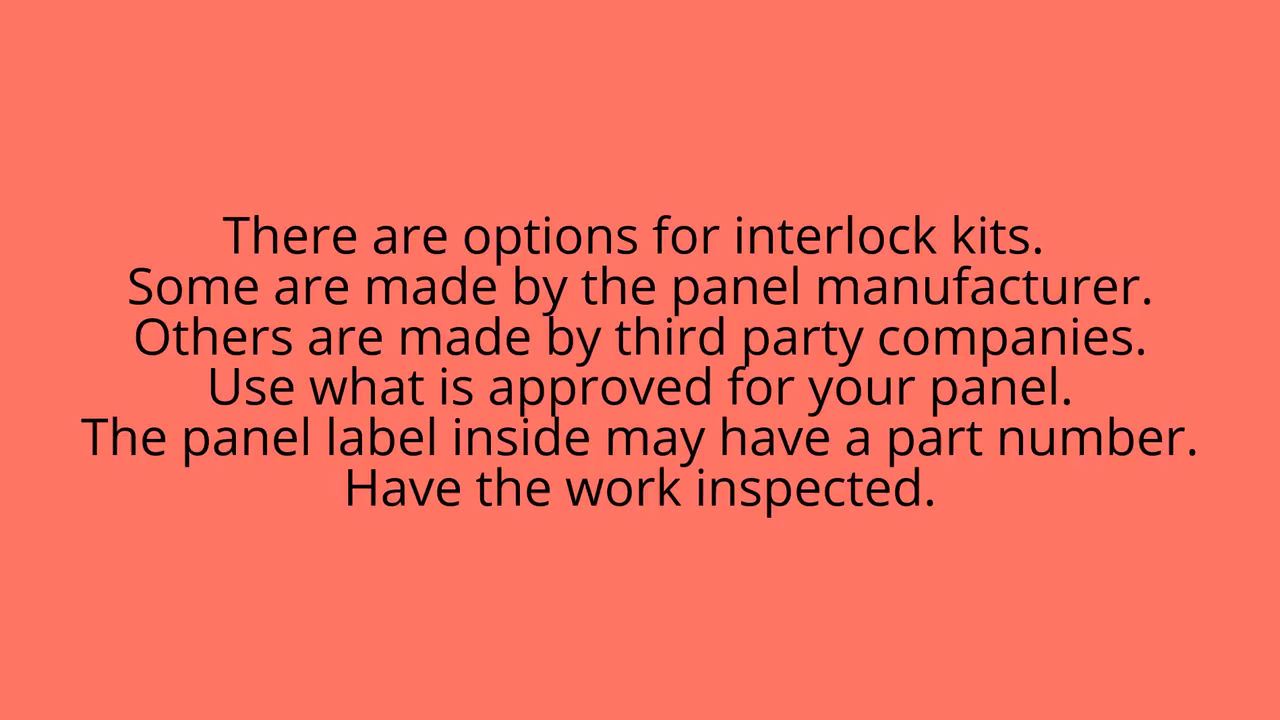 There are options for interlock kits.
Some are made by the panel manufacturer.
Others are made by third party companies.
Use what is approved for your panel.
The panel label inside may have a part number.
Have the work inspected.